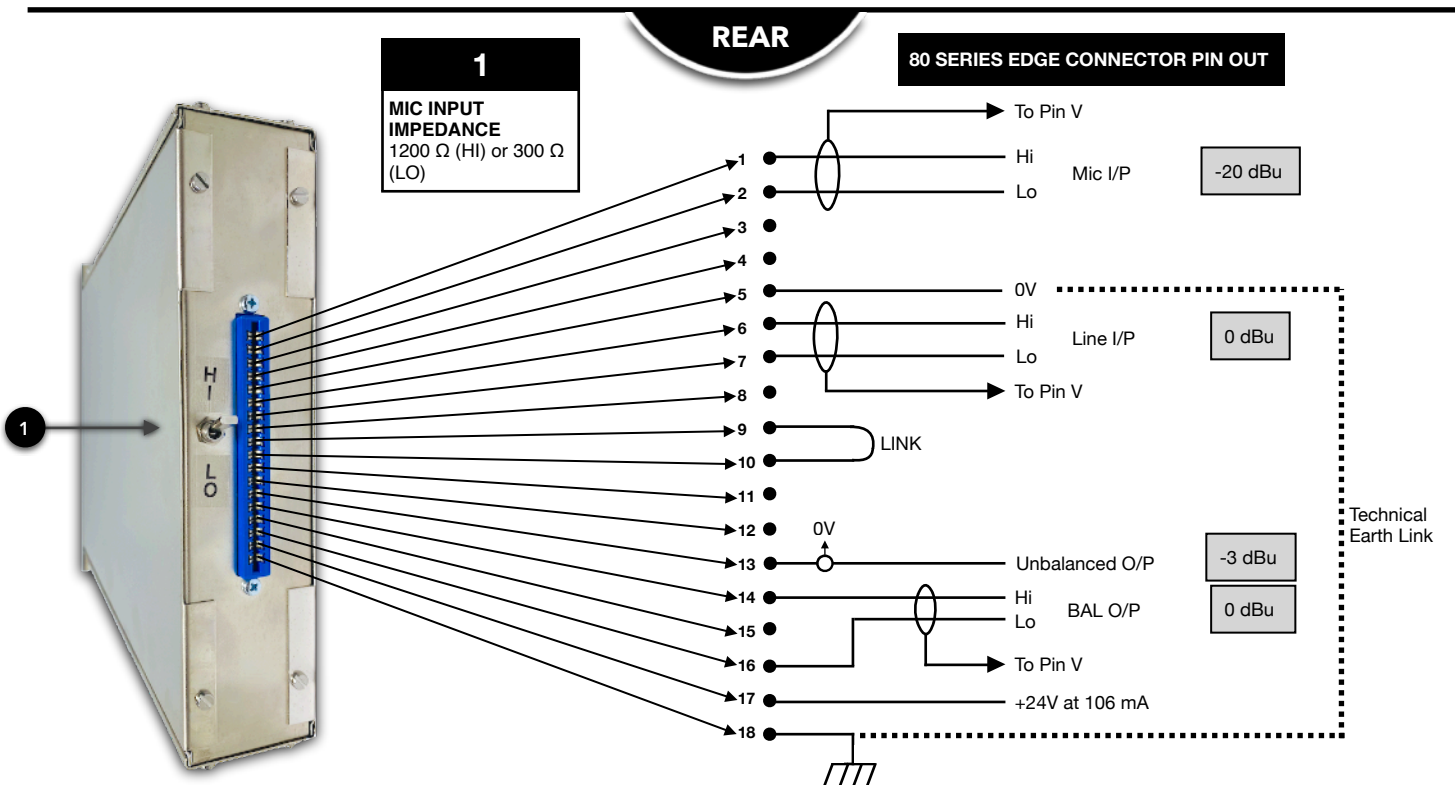 REAR
1
MIC INPUT
IMPEDANCE
1200 Ω (HI) or 300 Ω
(LO)
80 SERIES EDGE CONNECTOR PIN OUT
To Pin V
1
Hi
Mic I/P
-20 dBu
2
Lo
3
4
5
0V
6
Hi
Line I/P
0 dBu
7
Lo
8
To Pin V
9
LINK
10
11
12
0V
13
Unbalanced O/P
-3 dBu
14
Hi
BAL O/P
0 dBu
Lo
15
16
To Pin V
17
+24V at 106 mA
18
Technical
Earth Link
HI
LO
1